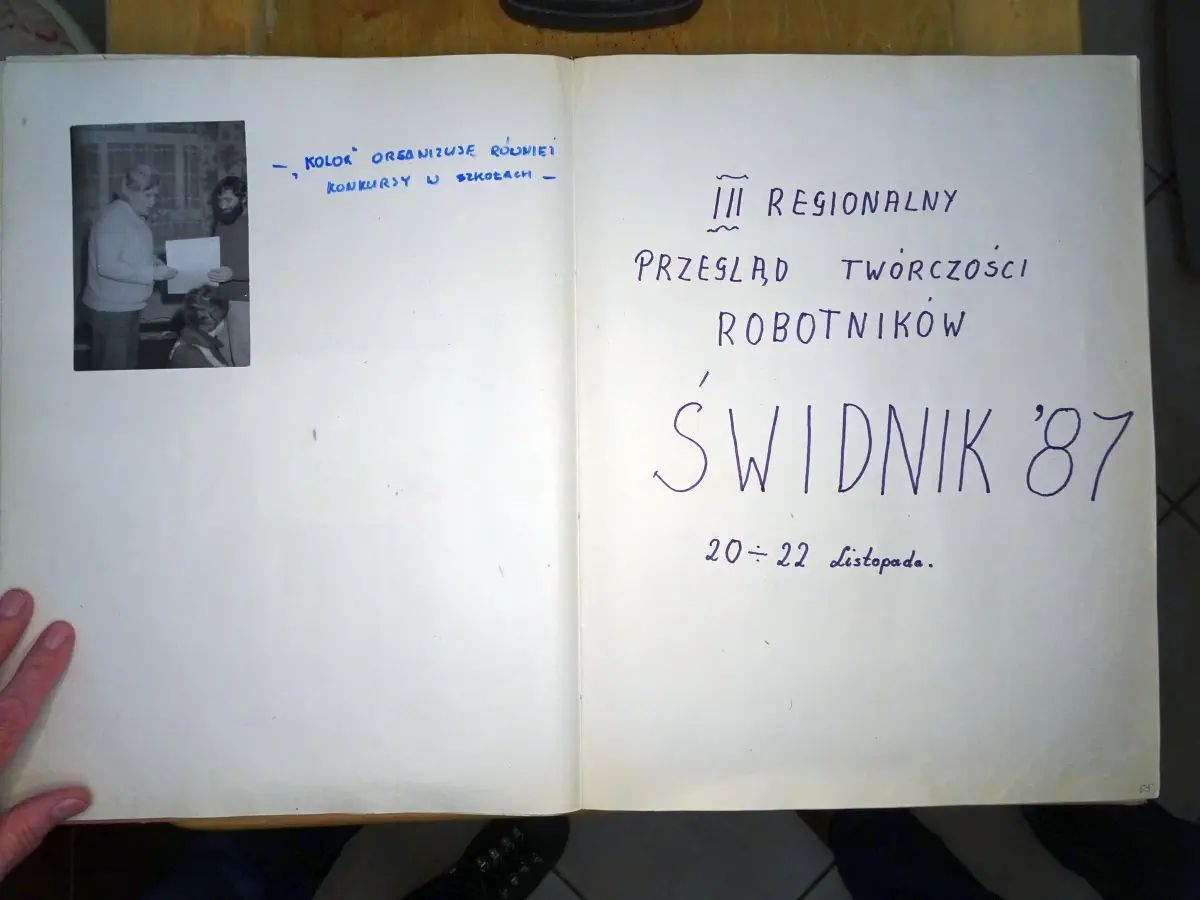 – „KOLOR" ORGANIZUJE RÓWNIEŻ
KONKURSY W SZKOŁACH –
III REGIONALNY
PRZEGLĄD TWÓRCZOŚCI
ROBOTNIKÓW
ŚWIDNIK '87
20 ÷ 22 Listopada.